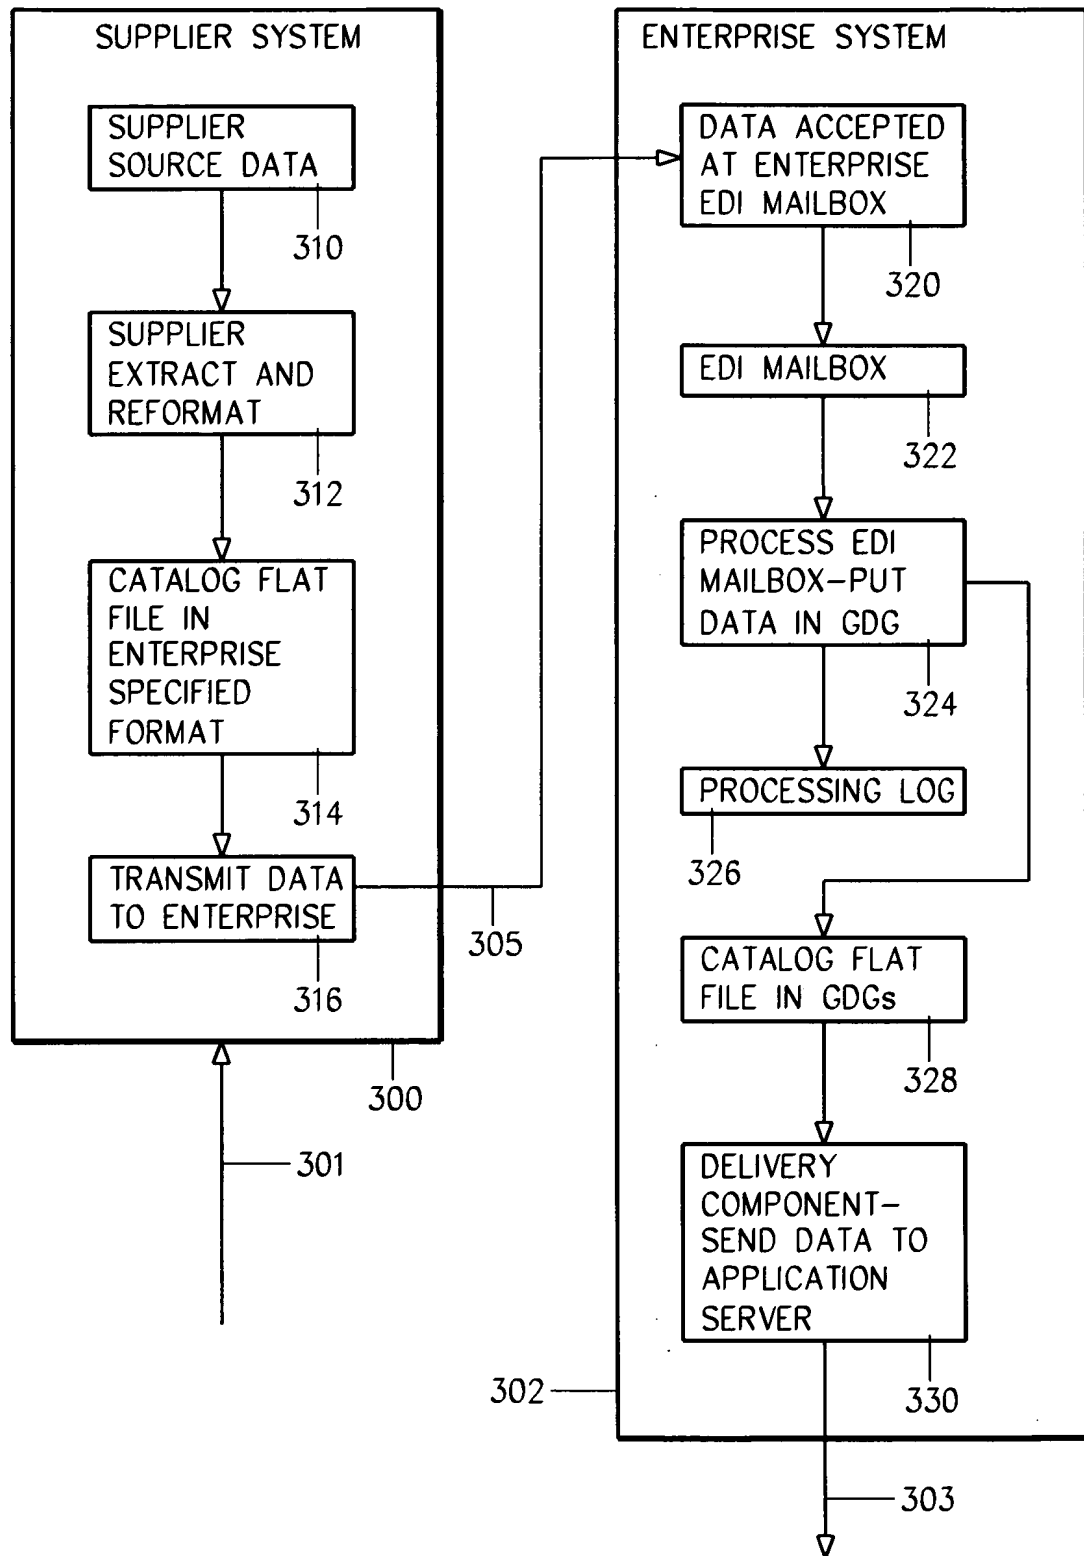 SUPPLIER SYSTEM
SUPPLIER
SOURCE DATA
310
SUPPLIER
EXTRACT AND
REFORMAT
312
CATALOG FLAT
FILE IN
ENTERPRISE
SPECIFIED
FORMAT
314
TRANSMIT DATA
TO ENTERPRISE
316
305
300
301
ENTERPRISE SYSTEM
DATA ACCEPTED
AT ENTERPRISE
EDI MAILBOX
320
EDI MAILBOX
322
PROCESS EDI
MAILBOX-PUT
DATA IN GDG
324
PROCESSING LOG
326
CATALOG FLAT
FILE IN GDGs
328
DELIVERY
COMPONENT-
SEND DATA TO
APPLICATION
SERVER
330
302
303